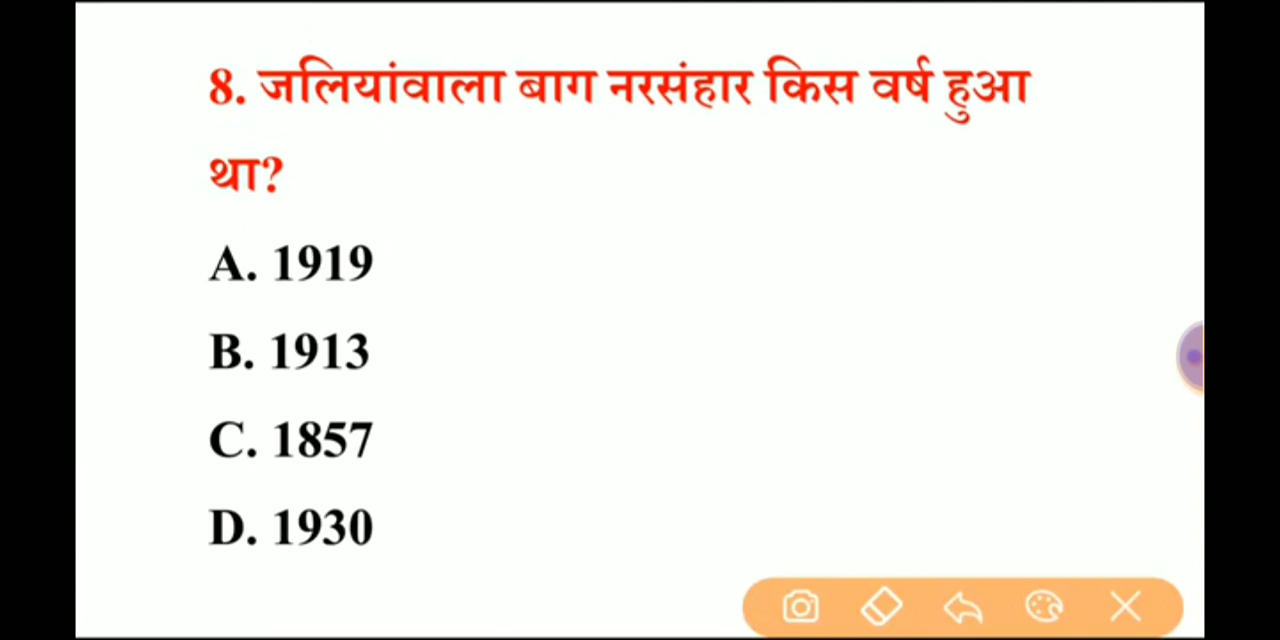 8. जलियांवाला बाग नरसंहार किस वर्ष हुआ
था?
A. 1919
B. 1913
C. 1857
D. 1930